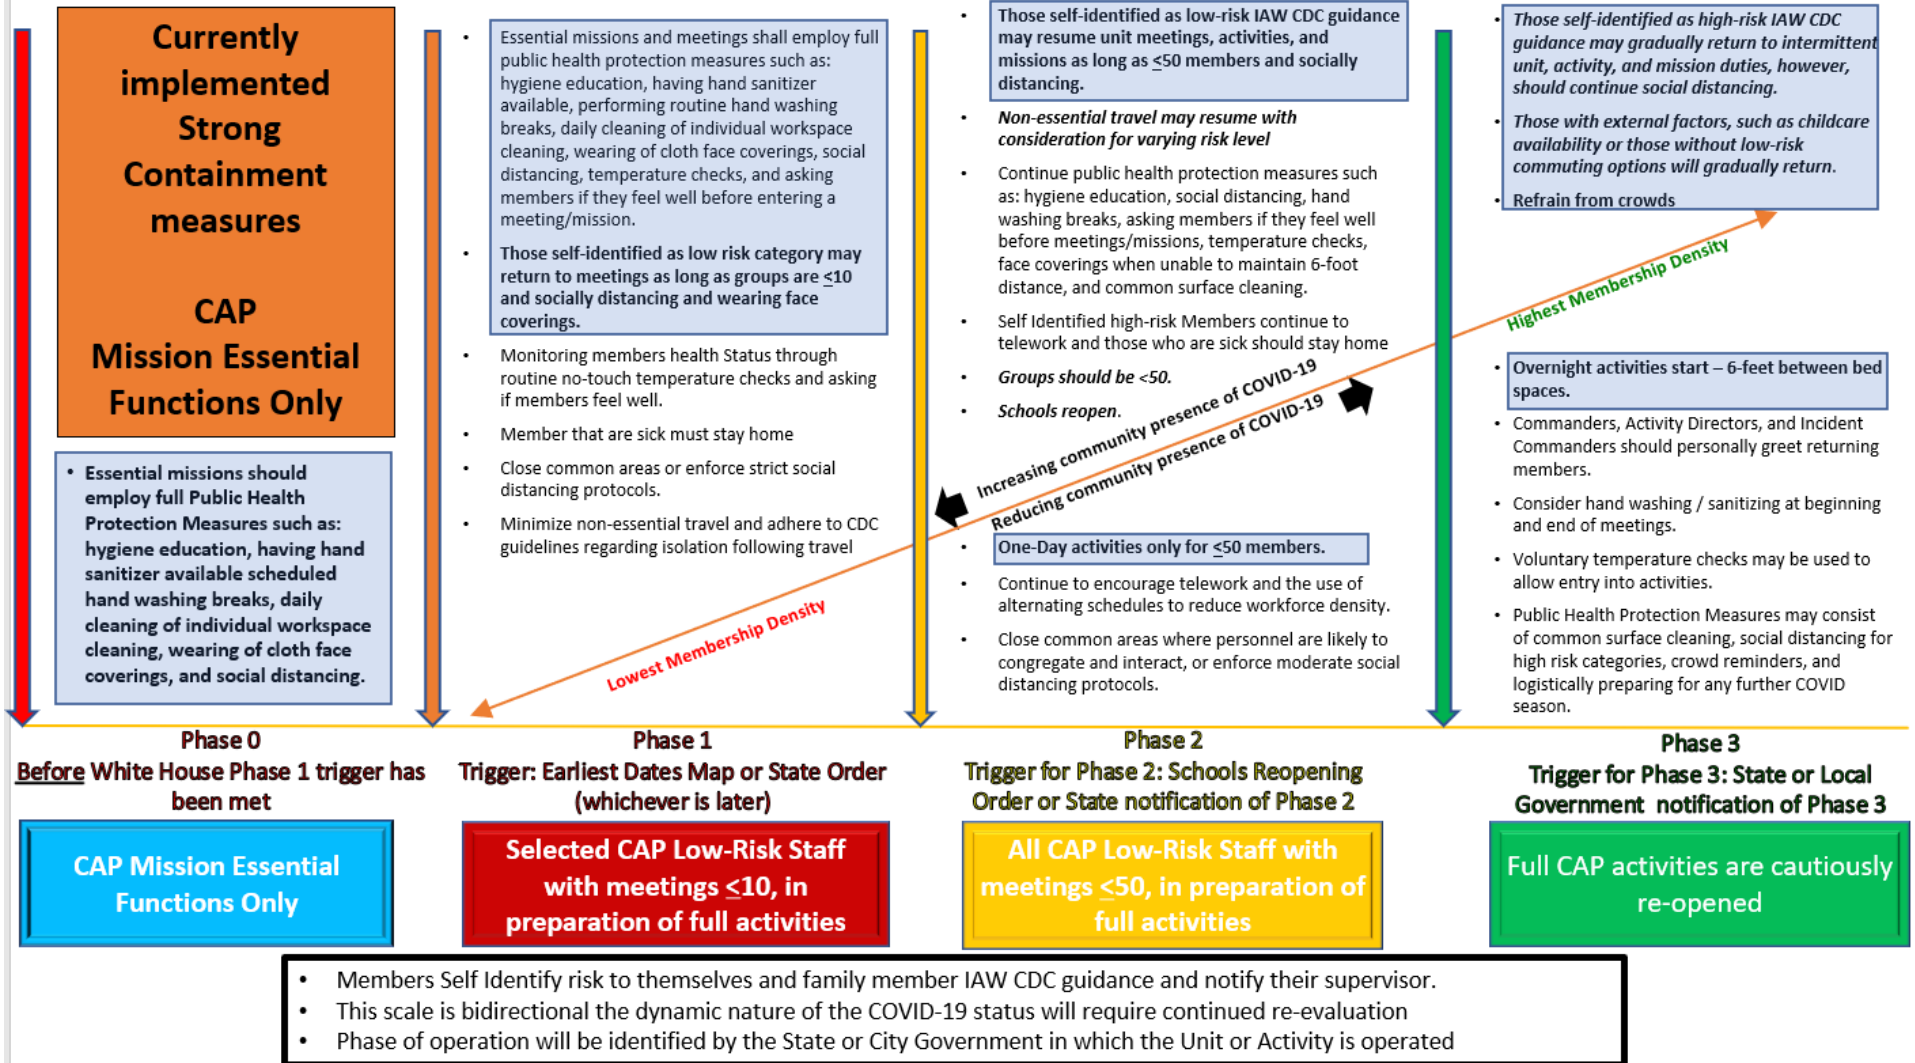 Currently
implemented
Strong
Containment
measures
CAP
Mission Essential
Functions Only
• Essential missions should
employ full Public Health
Protection Measures such as:
hygiene education, having hand
sanitizer available scheduled
hand washing breaks, daily
cleaning of individual workspace
cleaning, wearing of cloth face
coverings, and social distancing.
• Essential missions and meetings shall employ full
public health protection measures such as:
hygiene education, having hand sanitizer
available, performing routine hand washing
breaks, daily cleaning of individual workspace
cleaning, wearing of cloth face coverings, social
distancing, temperature checks, and asking
members if they feel well before entering a
meeting/mission.
• Those self-identified as low risk category may
return to meetings as long as groups are ≤10
and socially distancing and wearing face
coverings.
• Monitoring members health Status through
routine no-touch temperature checks and asking
if members feel well.
• Member that are sick must stay home
• Close common areas or enforce strict social
distancing protocols.
• Minimize non-essential travel and adhere to CDC
guidelines regarding isolation following travel
Lowest Membership Density
• Those self-identified as low-risk IAW CDC guidance
may resume unit meetings, activities, and
missions as long as ≤50 members and socially
distancing.
• Non-essential travel may resume with
consideration for varying risk level
• Continue public health protection measures such
as: hygiene education, social distancing, hand
washing breaks, asking members if they feel well
before meetings/missions, temperature checks,
face coverings when unable to maintain 6-foot
distance, and common surface cleaning.
• Self Identified high-risk Members continue to
telework and those who are sick should stay home
• Groups should be <50.
• Schools reopen.
Increasing community presence of COVID-19
Reducing community presence of COVID-19
• One-Day activities only for ≤50 members.
• Continue to encourage telework and the use of
alternating schedules to reduce workforce density.
• Close common areas where personnel are likely to
congregate and interact, or enforce moderate social
distancing protocols.
• Those self-identified as high-risk IAW CDC
guidance may gradually return to intermittent
unit, activity, and mission duties, however,
should continue social distancing.
• Those with external factors, such as childcare
availability or those without low-risk
commuting options will gradually return.
• Refrain from crowds
Highest Membership Density
• Overnight activities start – 6-feet between bed
spaces.
• Commanders, Activity Directors, and Incident
Commanders should personally greet returning
members.
• Consider hand washing / sanitizing at beginning
and end of meetings.
• Voluntary temperature checks may be used to
allow entry into activities.
• Public Health Protection Measures may consist
of common surface cleaning, social distancing for
high risk categories, crowd reminders, and
logistically preparing for any further COVID
season.
Phase 0
Before White House Phase 1 trigger has
been met
CAP Mission Essential
Functions Only
Phase 1
Trigger: Earliest Dates Map or State Order
(whichever is later)
Selected CAP Low-Risk Staff
with meetings ≤10, in
preparation of full activities
Phase 2
Trigger for Phase 2: Schools Reopening
Order or State notification of Phase 2
All CAP Low-Risk Staff with
meetings ≤50, in preparation of
full activities
Phase 3
Trigger for Phase 3: State or Local
Government notification of Phase 3
Full CAP activities are cautiously
re-opened
• Members Self Identify risk to themselves and family member IAW CDC guidance and notify their supervisor.
• This scale is bidirectional the dynamic nature of the COVID-19 status will require continued re-evaluation
• Phase of operation will be identified by the State or City Government in which the Unit or Activity is operated